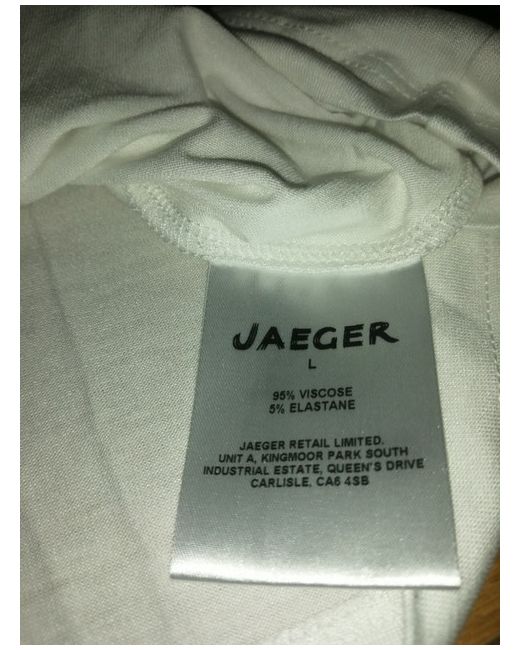 JAEGER
L
95% VISCOSE
5% ELASTANE
JAEGER RETAIL LIMITED.
UNIT A, KINGMOOR PARK SOUTH
INDUSTRIAL ESTATE, QUEEN'S DRIVE
CARLISLE, CA6 4SB